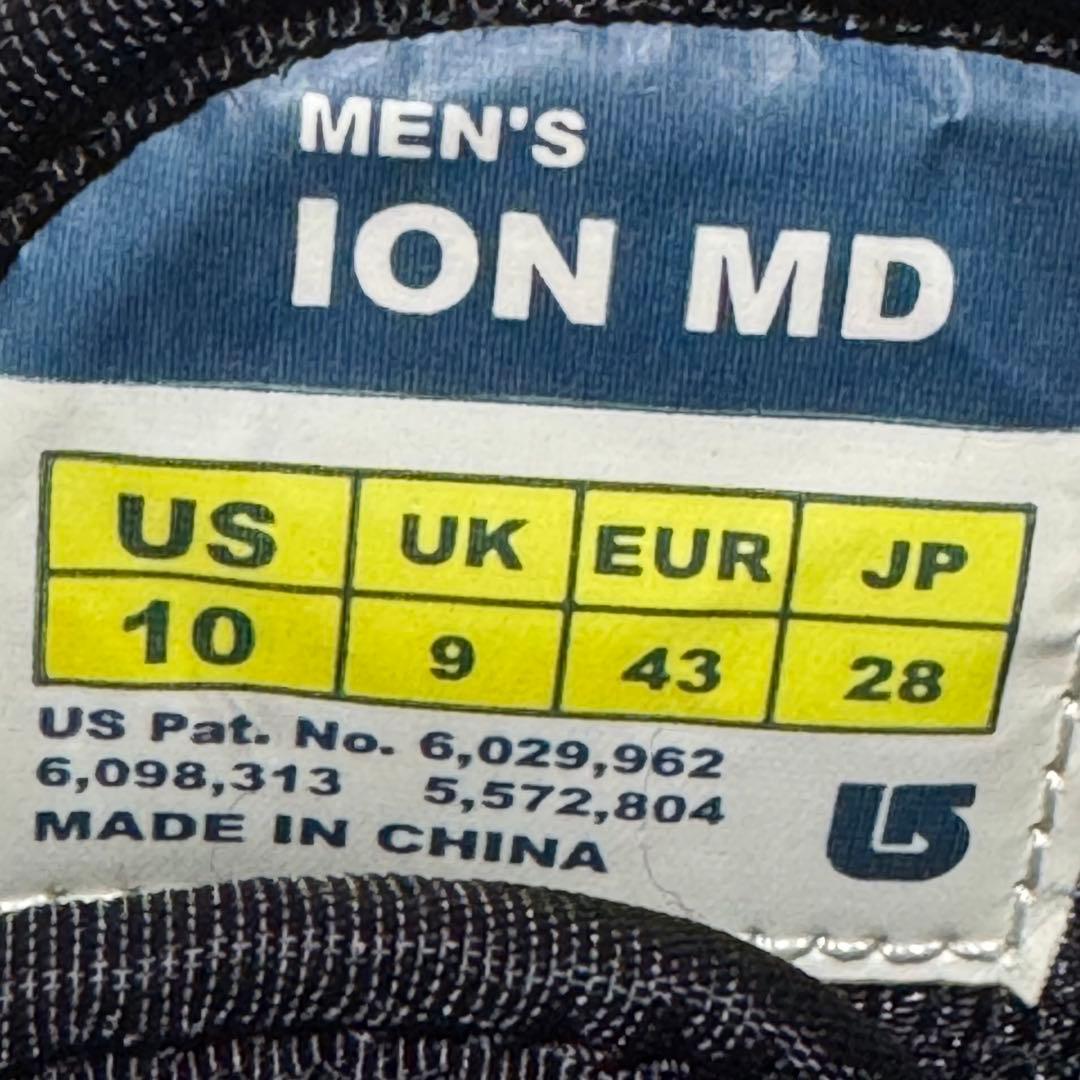 MEN'S
ION MD
US UK EUR JP
10 9 43 28
US Pat. No. 6,029,962
6,098,313 5,572,804
MADE IN CHINA